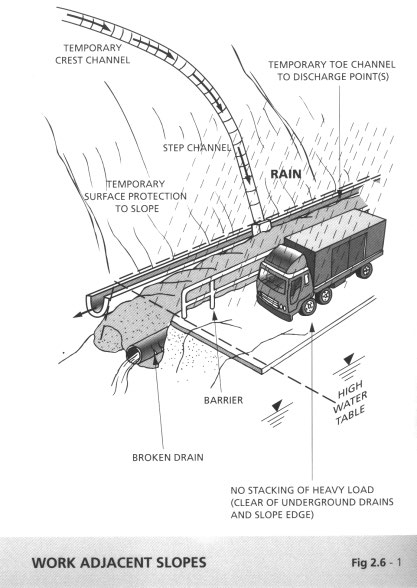 TEMPORARY
CREST CHANNEL
TEMPORARY TOE CHANNEL
TO DISCHARGE POINT(S)
STEP CHANNEL
RAIN
TEMPORARY
SURFACE PROTECTION
TO SLOPE
BARRIER
HIGH
WATER
TABLE
BROKEN DRAIN
NO STACKING OF HEAVY LOAD
(CLEAR OF UNDERGROUND DRAINS
AND SLOPE EDGE)
WORK ADJACENT SLOPES
Fig 2.6 - 1